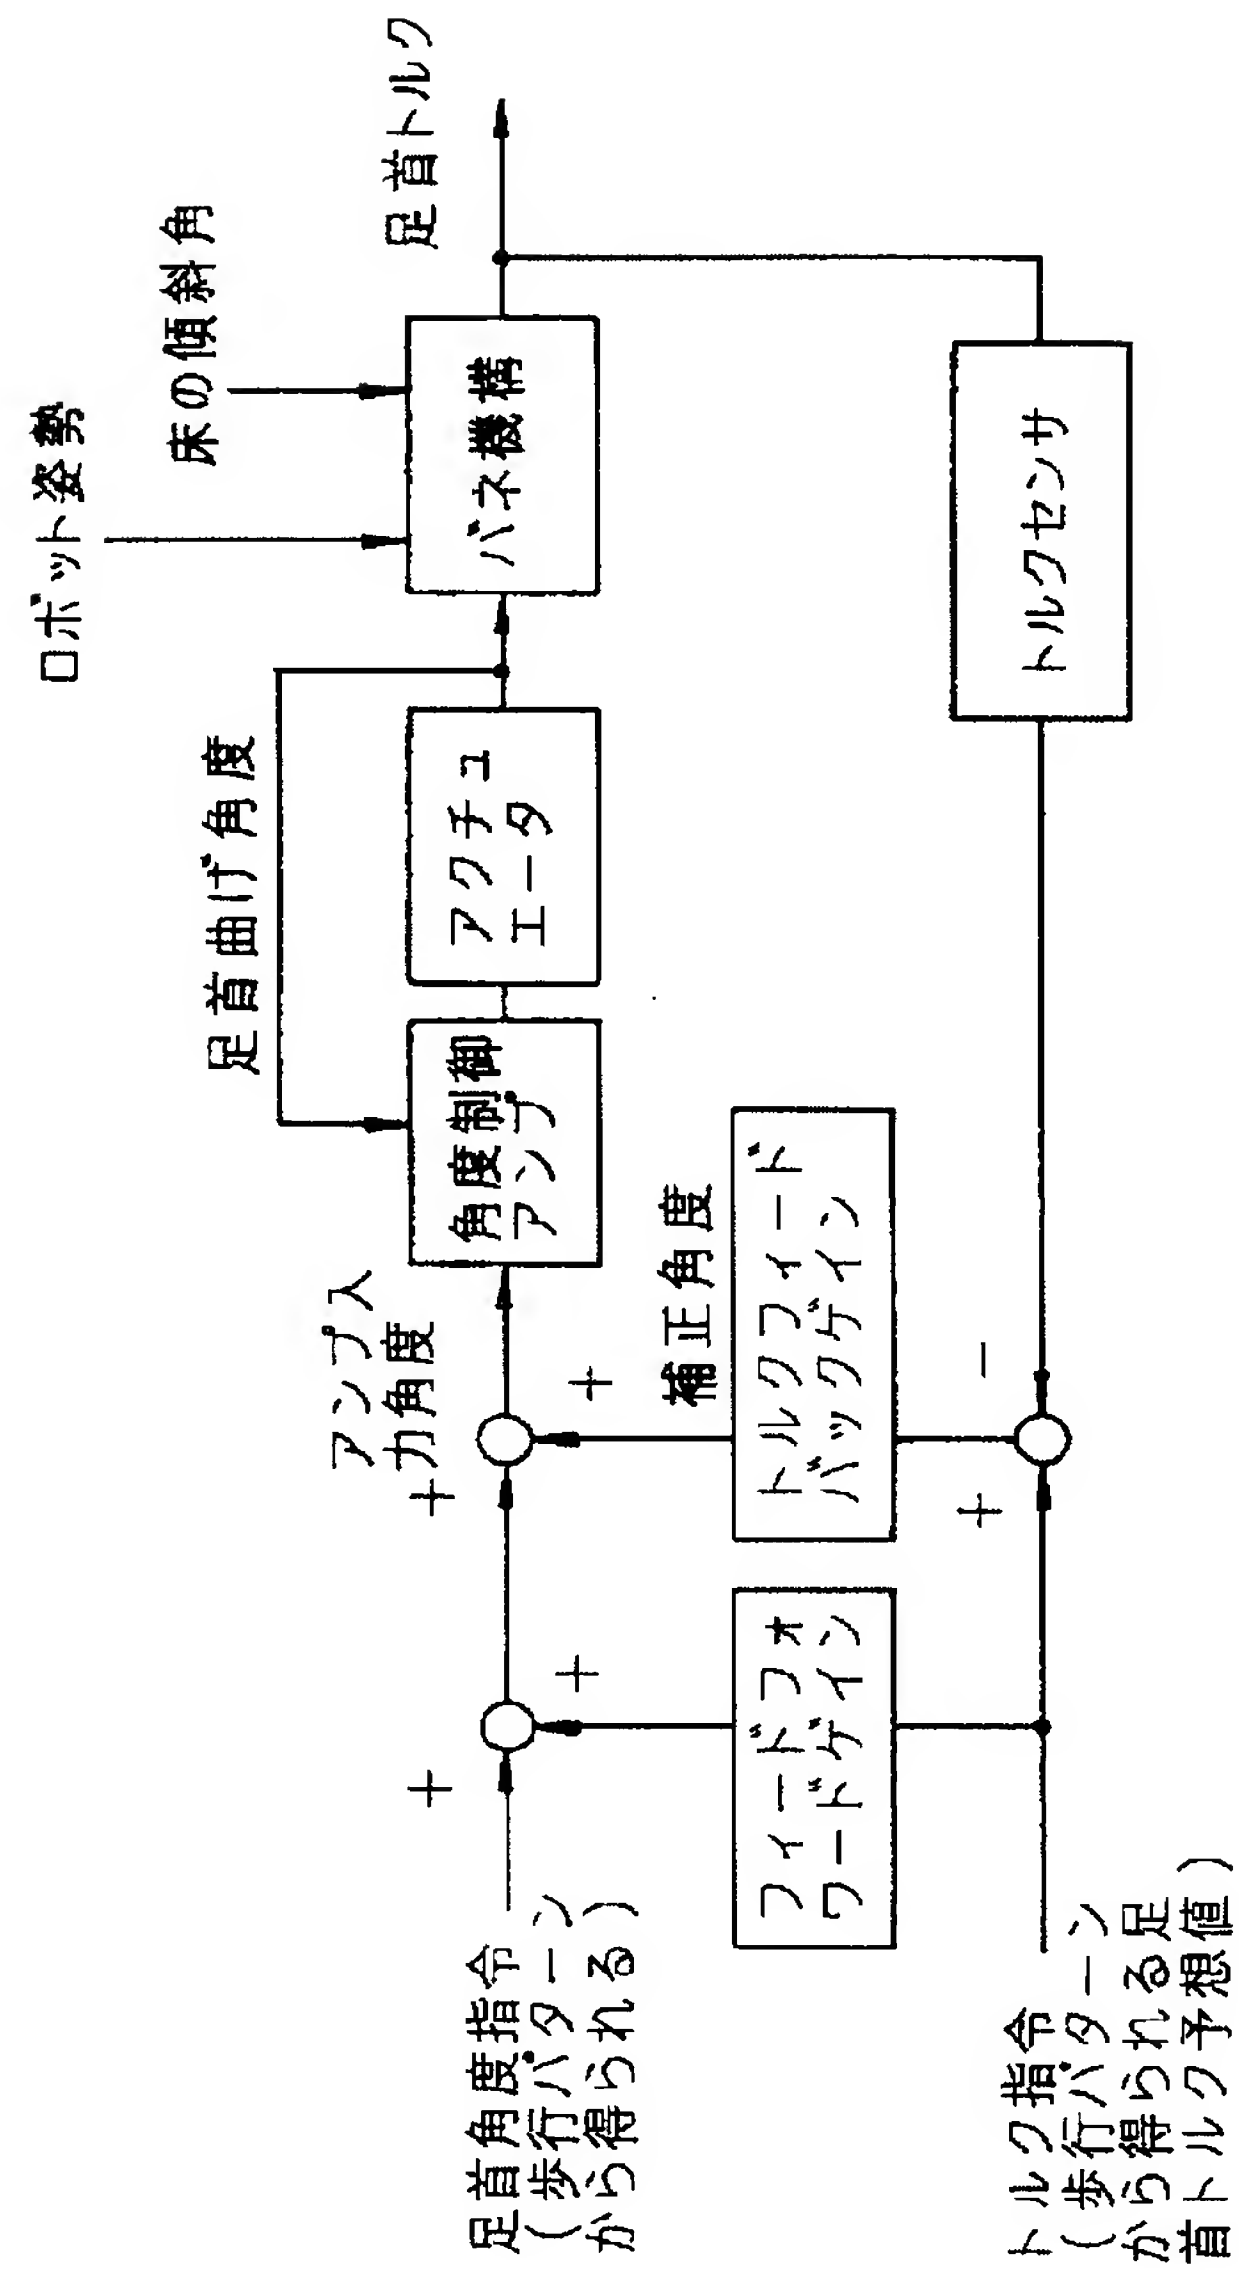 足首角度指令
(歩行パターン
から得られる)
トルク指令
(歩行パターン
から得られる足
首トルク予想値)
+
+
フィードフォ
ワードゲイン
+
+
アンプ入
力角度
補正角度
トルクフィード
バックゲイン
+
-
角度制御
アンプ
足首曲げ角度
アクチュ
エータ
ロボット姿勢
床の傾斜角
バネ機構
トルクセンサ
足首トルク